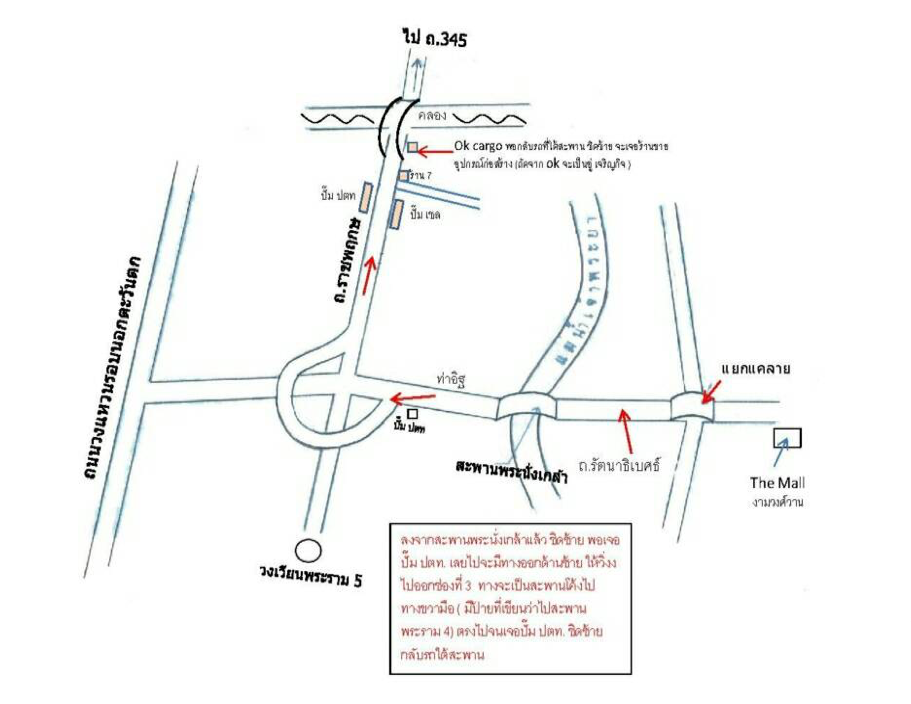 ไป ถ.345
คลอง
Ok cargo พอกลับรถที่ใต้สะพาน ชิดซ้าย จะเจอร้านขาย
อุปกรณ์ก่อสร้าง (ถัดจาก ok จะเป็นอู่ เจริญกิจ )
ร้าน 7
ปั๊ม ปตท
ปั๊ม เชล
ถ.ราชพฤกษ์
ถนนวงแหวนรอบนอกตะวันตก
แม่น้ำเจ้าพระยา
แยกแคลาย
ท่าอิฐ
ปั๊ม ปตท
สะพานพระนั่งเกล้า
ถ.รัตนาธิเบศธ์
The Mall
งามวงศ์วาน
วงเวียนพระราม 5
ลงจากสะพานพระนั่งเกล้าแล้ว ชิดซ้าย พอเจอ
ปั๊ม ปตท. เลยไปจะมีทางออกด้านซ้าย ให้วิ่งง
ไปออกช่องที่ 3 ทางจะเป็นสะพานโค้งไป
ทางขวามือ ( มีป้ายที่เขียนว่าไปสะพาน
พระราม 4) ตรงไปจนเจอปั๊ม ปตท. ชิดซ้าย
กลับรถใต้สะพาน